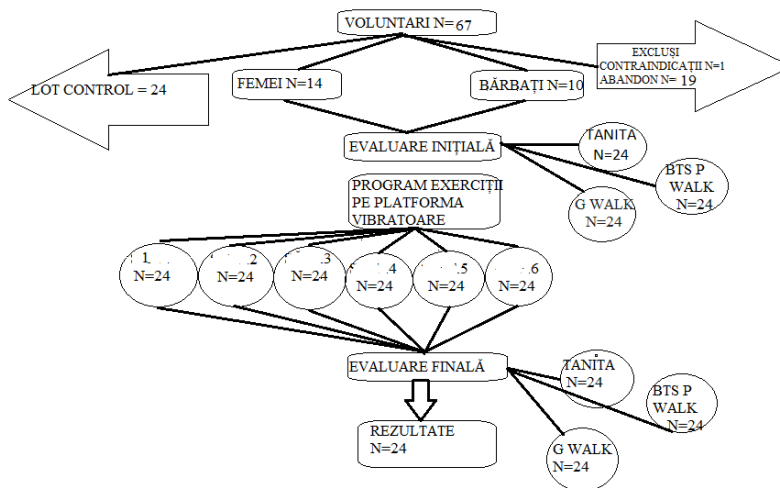 VOLUNTARI N=67
EXCLUȘI
CONTRAINDICAȚII N=1
ABANDON N= 19
LOT CONTROL = 24
FEMEI N=14
BĂRBAȚI N=10
EVALUARE INIȚIALĂ
TANITA
N=24
BTS P
WALK
N=24
G WALK
N=24
PROGRAM EXERCIȚII
PE PLATFORMA
VIBRATOARE
1
N=24
2
N=24
3
N=24
4
N=24
5
N=24
6
N=24
EVALUARE FINALĂ
TANITA
N=24
BTS P
WALK
N=24
G WALK
N=24
REZULTATE
N=24